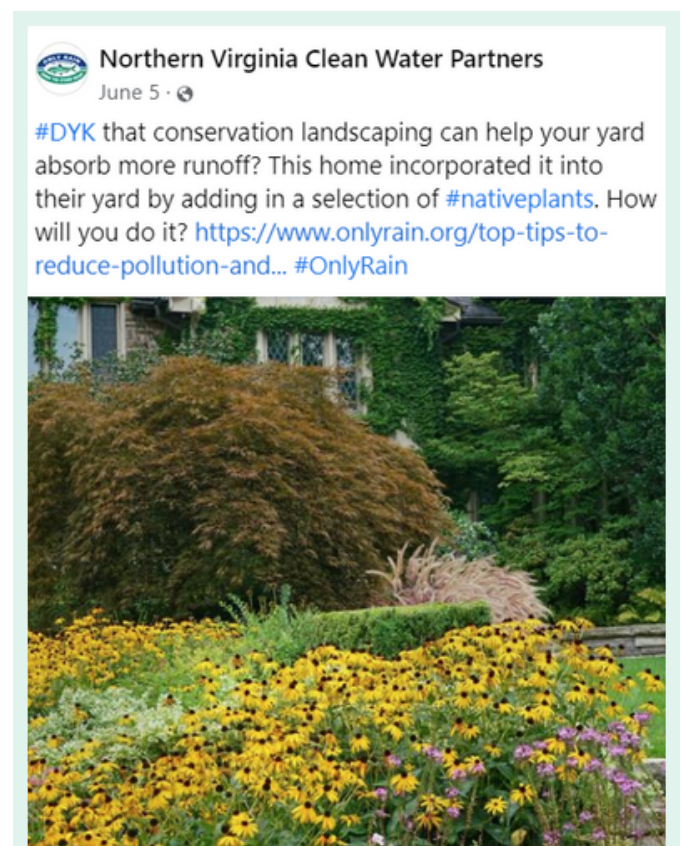 ONLY RAIN
Northern Virginia Clean Water Partners
June 5 ·
#DYK that conservation landscaping can help your yard
absorb more runoff? This home incorporated it into
their yard by adding in a selection of #nativeplants. How
will you do it? https://www.onlyrain.org/top-tips-to-
reduce-pollution-and... #OnlyRain